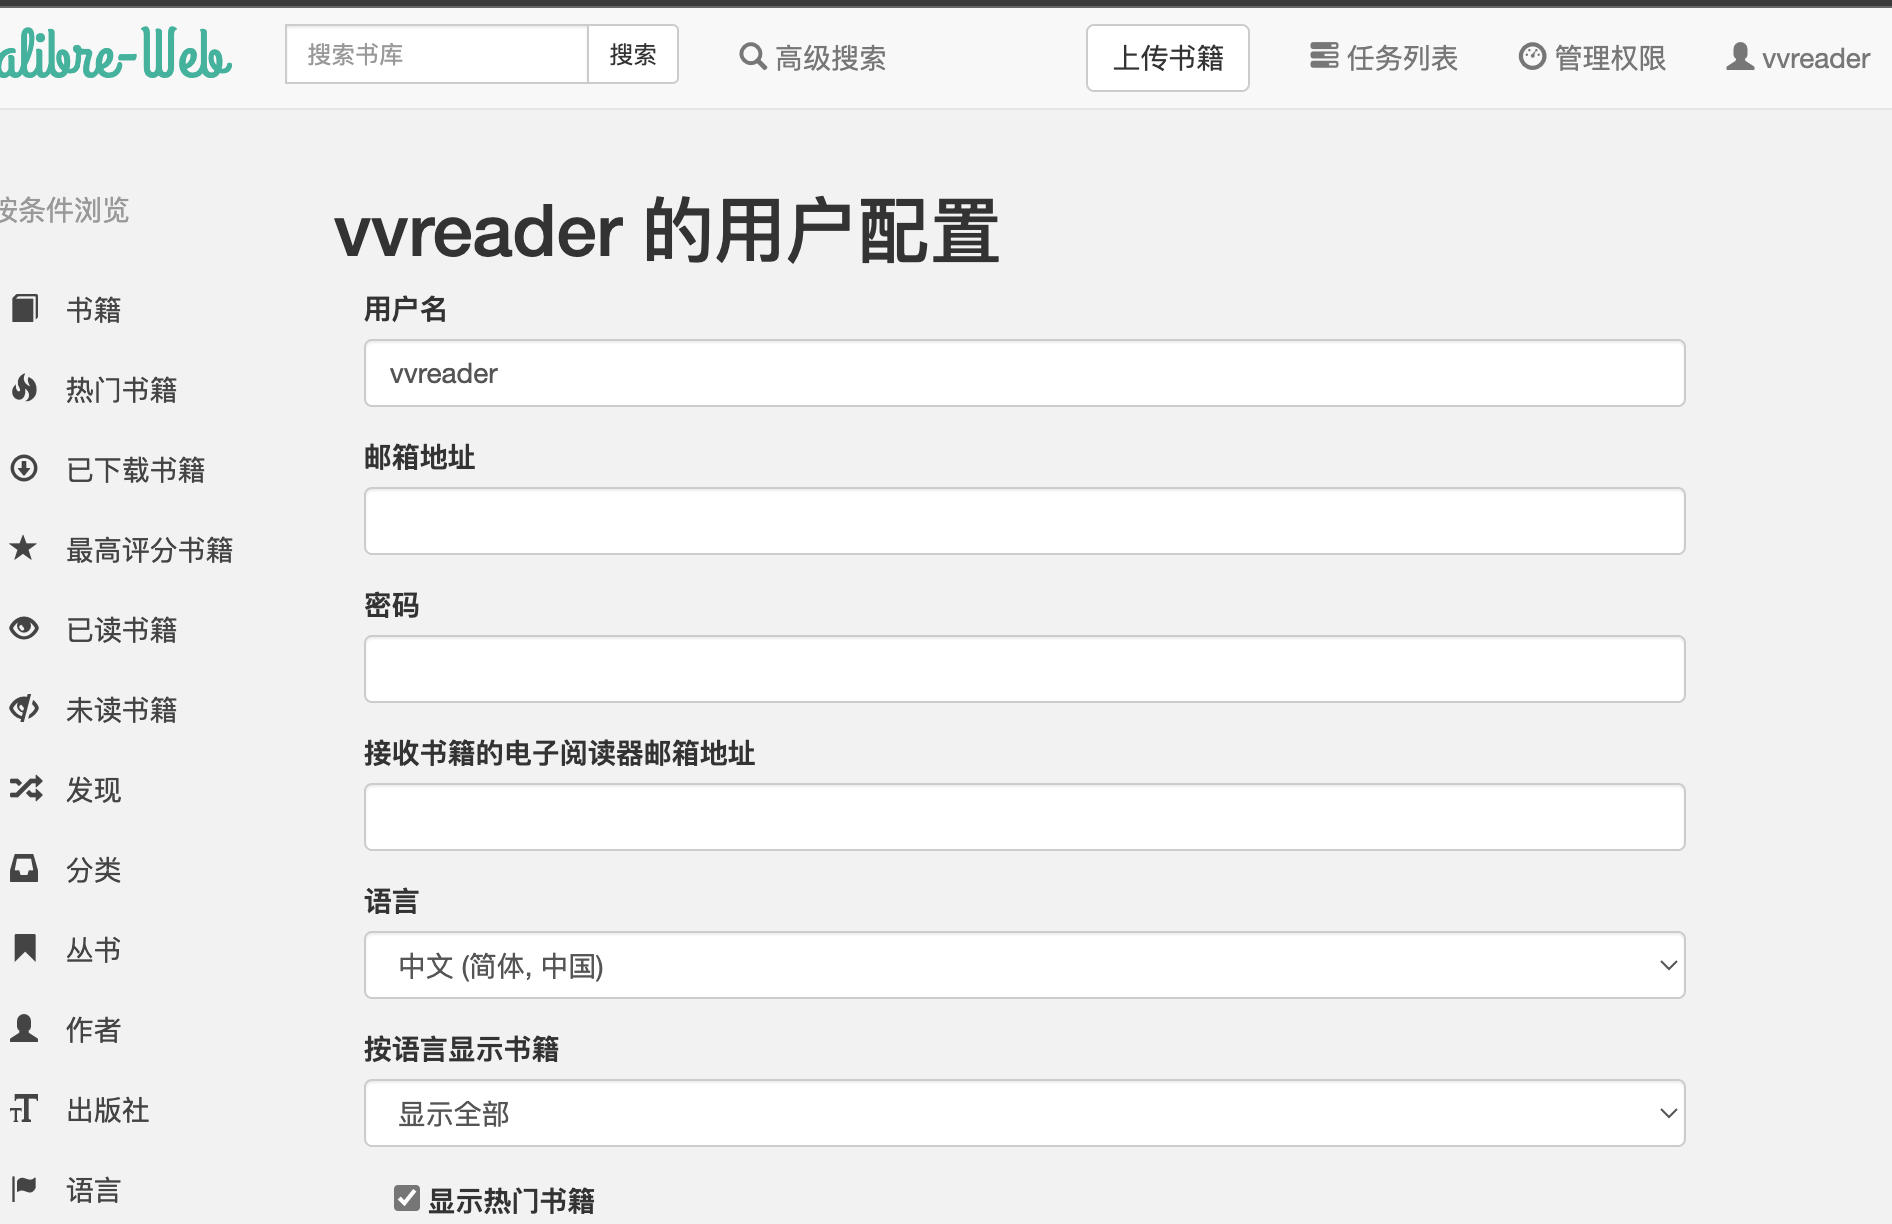 alibre-Web
搜索书库
搜索
高级搜索
上传书籍
任务列表
管理权限
vvreader
按条件浏览
书籍
热门书籍
已下载书籍
最高评分书籍
已读书籍
未读书籍
发现
分类
丛书
作者
出版社
语言
vvreader 的用户配置
用户名
vvreader
邮箱地址
密码
接收书籍的电子阅读器邮箱地址
语言
中文 (简体, 中国)
按语言显示书籍
显示全部
显示热门书籍